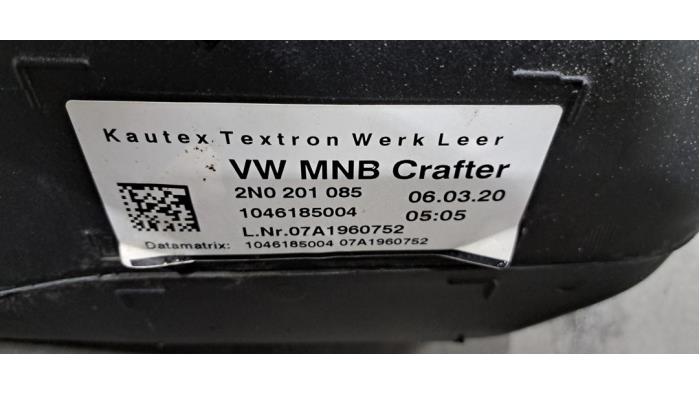 Kautex Textron Werk Leer
VW MNB Crafter
2N0 201 085 06.03.20
1046185004 05:05
L.Nr.07A1960752
Datamatrix: 1046185004 07A1960752